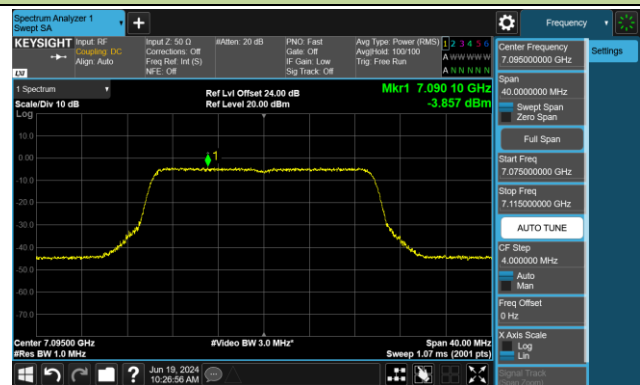 Spectrum Analyzer 1
Swept SA
Frequency
KEYSIGHT
Input: RF
Coupling: DC
Align: Auto
Input Z: 50 Ω
Corrections: Off
Freq Ref: Int (S)
NFE: Off
#Atten: 20 dB
PNO: Fast
Gate: Off
IF Gain: Low
Sig Track: Off
Avg Type: Power (RMS)
Avg|Hold: 100/100
Trig: Free Run
1 2 3 4 5 6
A W W W W W
A N N N N N
LXI
1 Spectrum
Scale/Div 10 dB
Ref Lvl Offset 24.00 dB
Ref Level 20.00 dBm
Mkr1 7.090 10 GHz
-3.857 dBm
Log
10.0
0.00
-10.0
-20.0
-30.0
-40.0
-50.0
-60.0
-70.0
1
Center 7.09500 GHz
#Res BW 1.0 MHz
#Video BW 3.0 MHz*
Span 40.00 MHz
Sweep 1.07 ms (2001 pts)
Jun 19, 2024
10:26:56 AM
Center Frequency
7.095000000 GHz
Span
40.0000000 MHz
Swept Span
Zero Span
Full Span
Start Freq
7.075000000 GHz
Stop Freq
7.115000000 GHz
AUTO TUNE
CF Step
4.000000 MHz
Auto
Man
Freq Offset
0 Hz
X Axis Scale
Log
Lin
Signal Track
(Span Zoom)
Settings